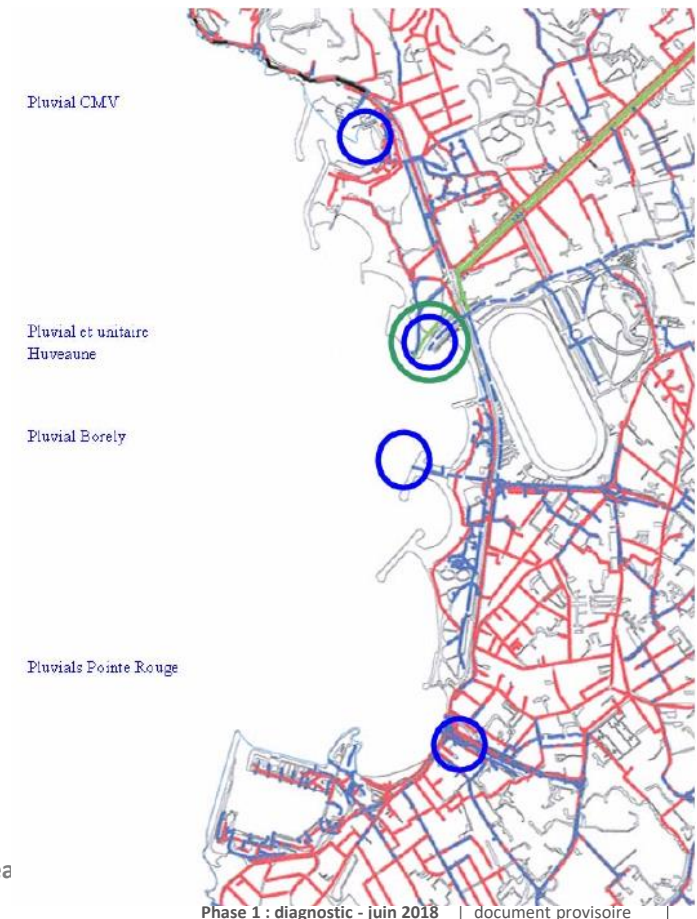 Pluvial CMV
Pluvial et unitaire
Huveaune
Pluvial Borely
Pluvials Pointe Rouge
Phase 1 : diagnostic - juin 2018 | document provisoire |